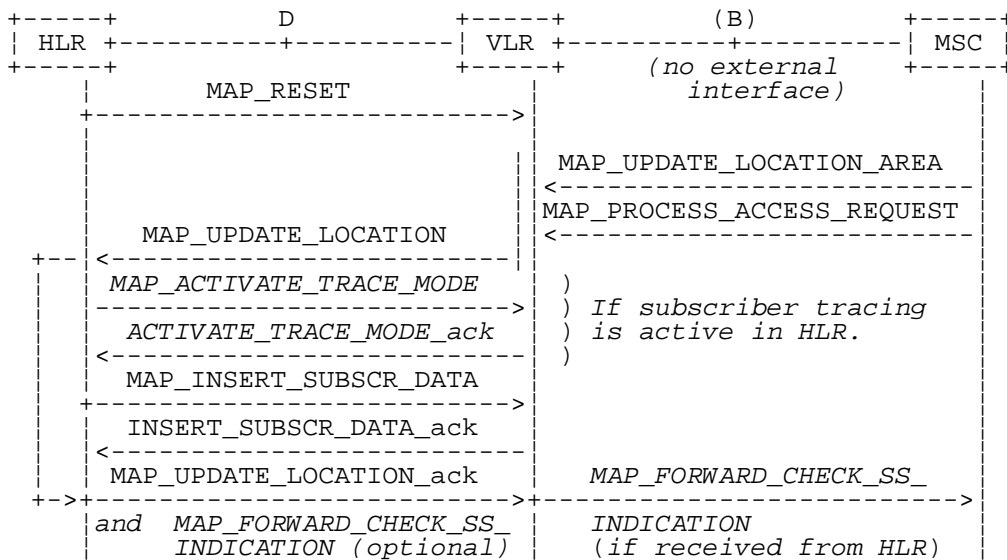 D (B)
HLR VLR MSC
(no external
MAP_RESET interface)
MAP_UPDATE_LOCATION_AREA
MAP_PROCESS_ACCESS_REQUEST
MAP_UPDATE_LOCATION
MAP_ACTIVATE_TRACE_MODE )
) If subscriber tracing
ACTIVATE_TRACE_MODE_ack ) is active in HLR.
)
MAP_INSERT_SUBSCR_DATA
INSERT_SUBSCR_DATA_ack
MAP_UPDATE_LOCATION_ack MAP_FORWARD_CHECK_SS_
and MAP_FORWARD_CHECK_SS_ INDICATION
INDICATION (optional) (if received from HLR)